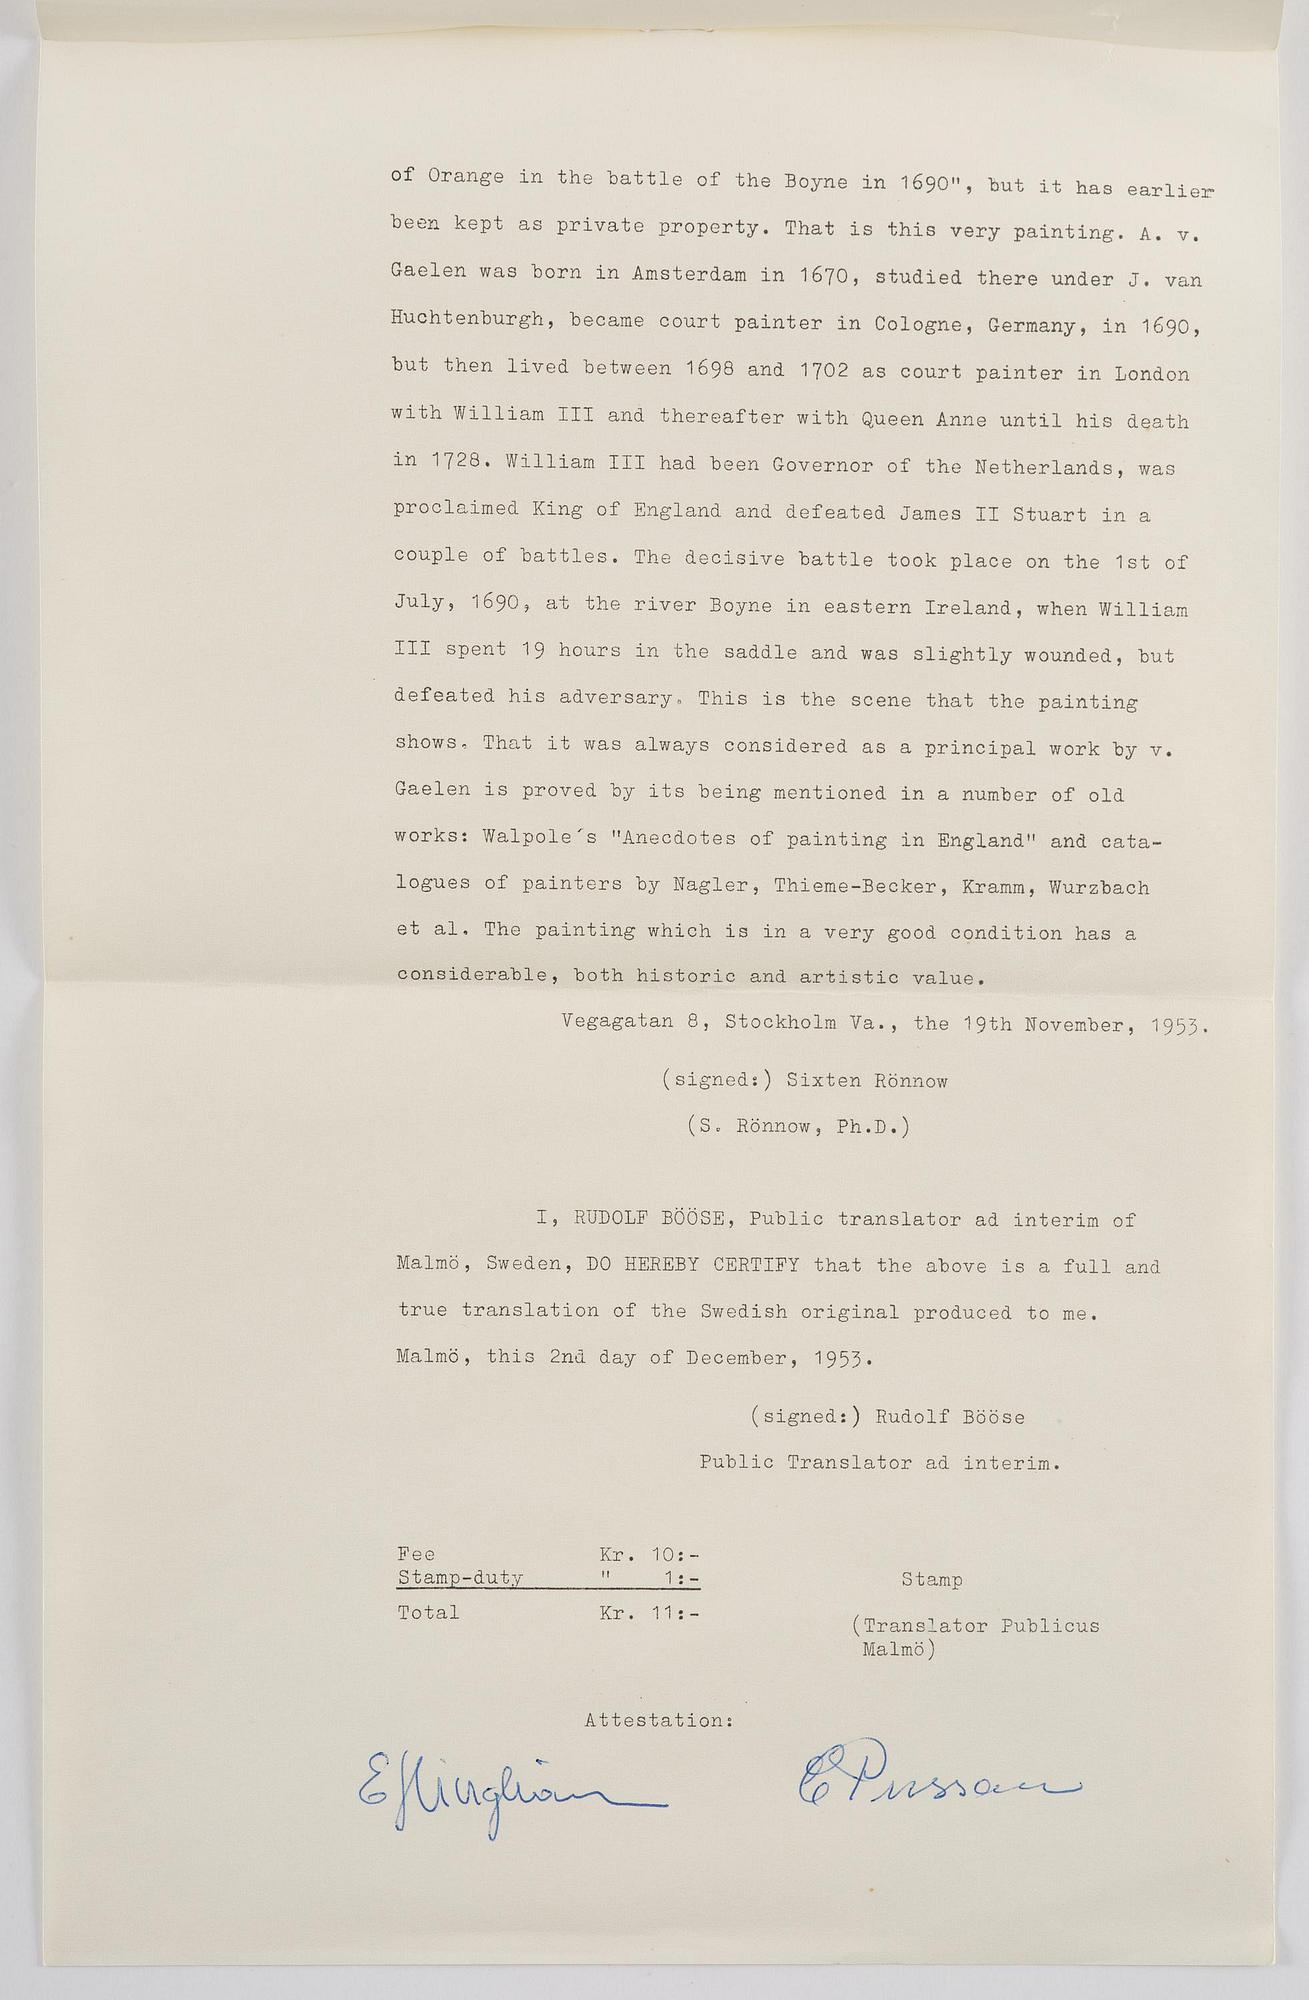 of Orange in the battle of the Boyne in 1690", but it has earlier
been kept as private property. That is this very painting. A. v.
Gaelen was born in Amsterdam in 1670, studied there under J. van
Huchtenburgh, became court painter in Cologne, Germany, in 1690,
but then lived between 1698 and 1702 as court painter in London
with William III and thereafter with Queen Anne until his death
in 1728. William III had been Governor of the Netherlands, was
proclaimed King of England and defeated James II Stuart in a
couple of battles. The decisive battle took place on the 1st of
July, 1690, at the river Boyne in eastern Ireland, when William
III spent 19 hours in the saddle and was slightly wounded, but
defeated his adversary. This is the scene that the painting
shows. That it was always considered as a principal work by v.
Gaelen is proved by its being mentioned in a number of old
works: Walpole´s "Anecdotes of painting in England" and cata-
logues of painters by Nagler, Thieme-Becker, Kramm, Wurzbach
et al. The painting which is in a very good condition has a
considerable, both historic and artistic value.
Vegagatan 8, Stockholm Va., the 19th November, 1953.
(signed:) Sixten Rönnow
(S. Rönnow, Ph.D.)
I, RUDOLF BÖÖSE, Public translator ad interim of
Malmö, Sweden, DO HEREBY CERTIFY that the above is a full and
true translation of the Swedish original produced to me.
Malmö, this 2nd day of December, 1953.
(signed:) Rudolf Bööse
Public Translator ad interim.
Fee Kr. 10:-
Stamp-duty " 1:-
Stamp
Total Kr. 11:-
(Translator Publicus
Malmö)
Attestation: